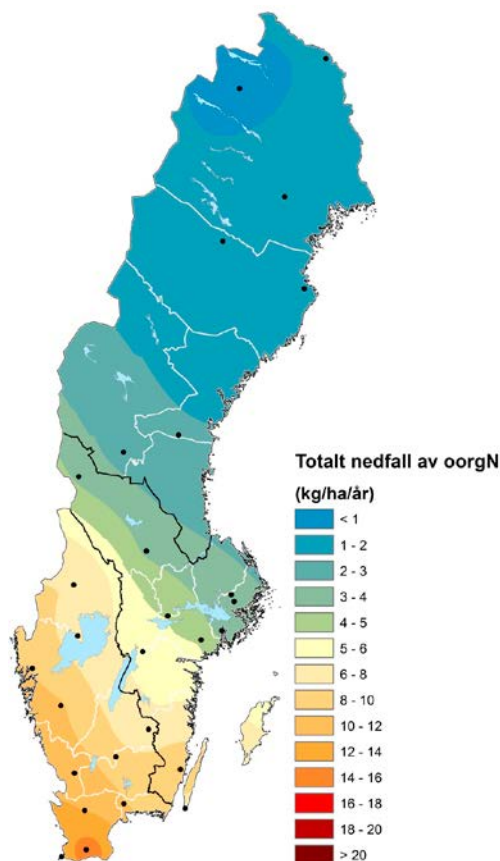 Totalt nedfall av oorgN
(kg/ha/år)
< 1
1 - 2
2 - 3
3 - 4
4 - 5
5 - 6
6 - 8
8 - 10
10 - 12
12 - 14
14 - 16
16 - 18
18 - 20
> 20